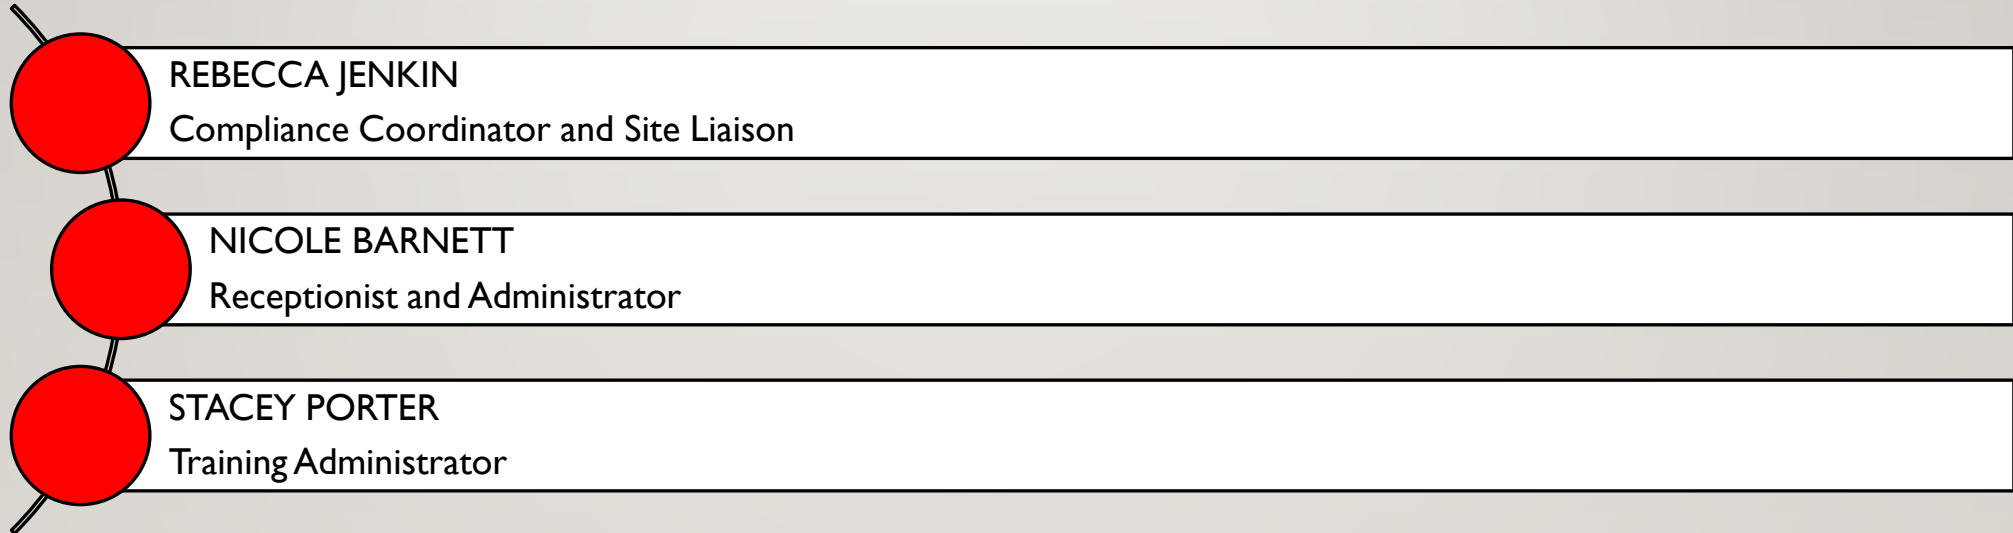 REBECCA JENKIN
Compliance Coordinator and Site Liaison
NICOLE BARNETT
Receptionist and Administrator
STACEY PORTER
Training Administrator